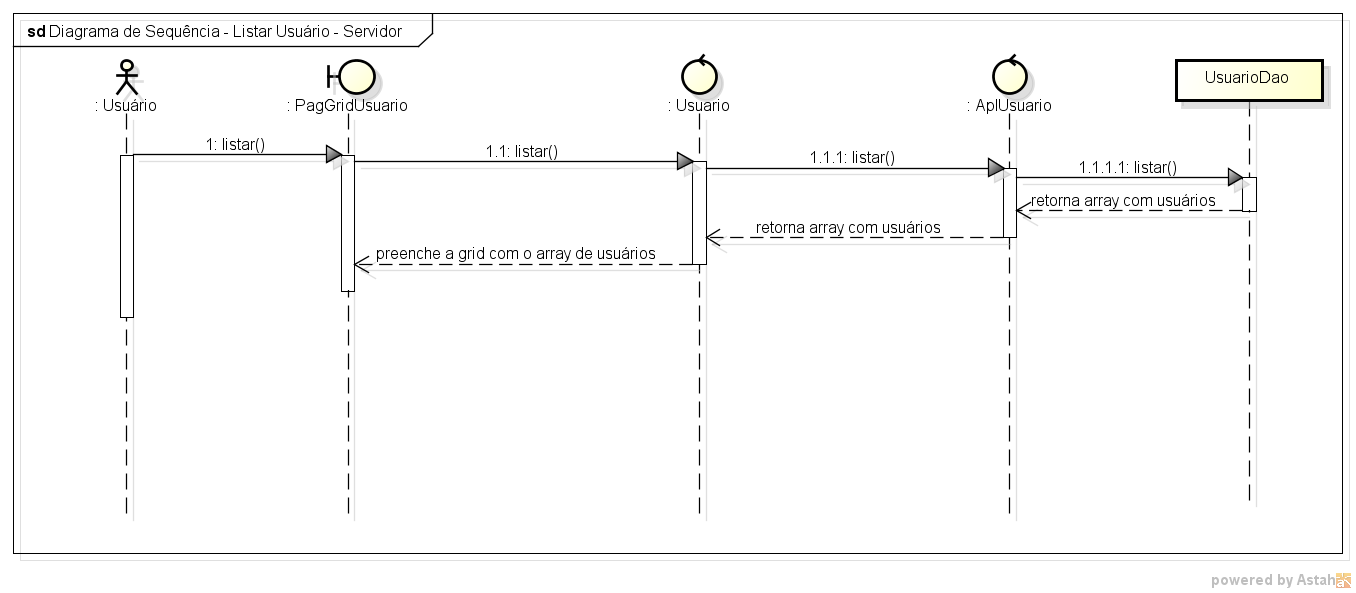 sd Diagrama de Sequência - Listar Usuário - Servidor
: Usuário
: PagGridUsuario
: Usuario
: AplUsuario
UsuarioDao
1: listar()
1.1: listar()
1.1.1: listar()
1.1.1.1: listar()
retorna array com usuários
retorna array com usuários
preenche a grid com o array de usuários
powered by Astah